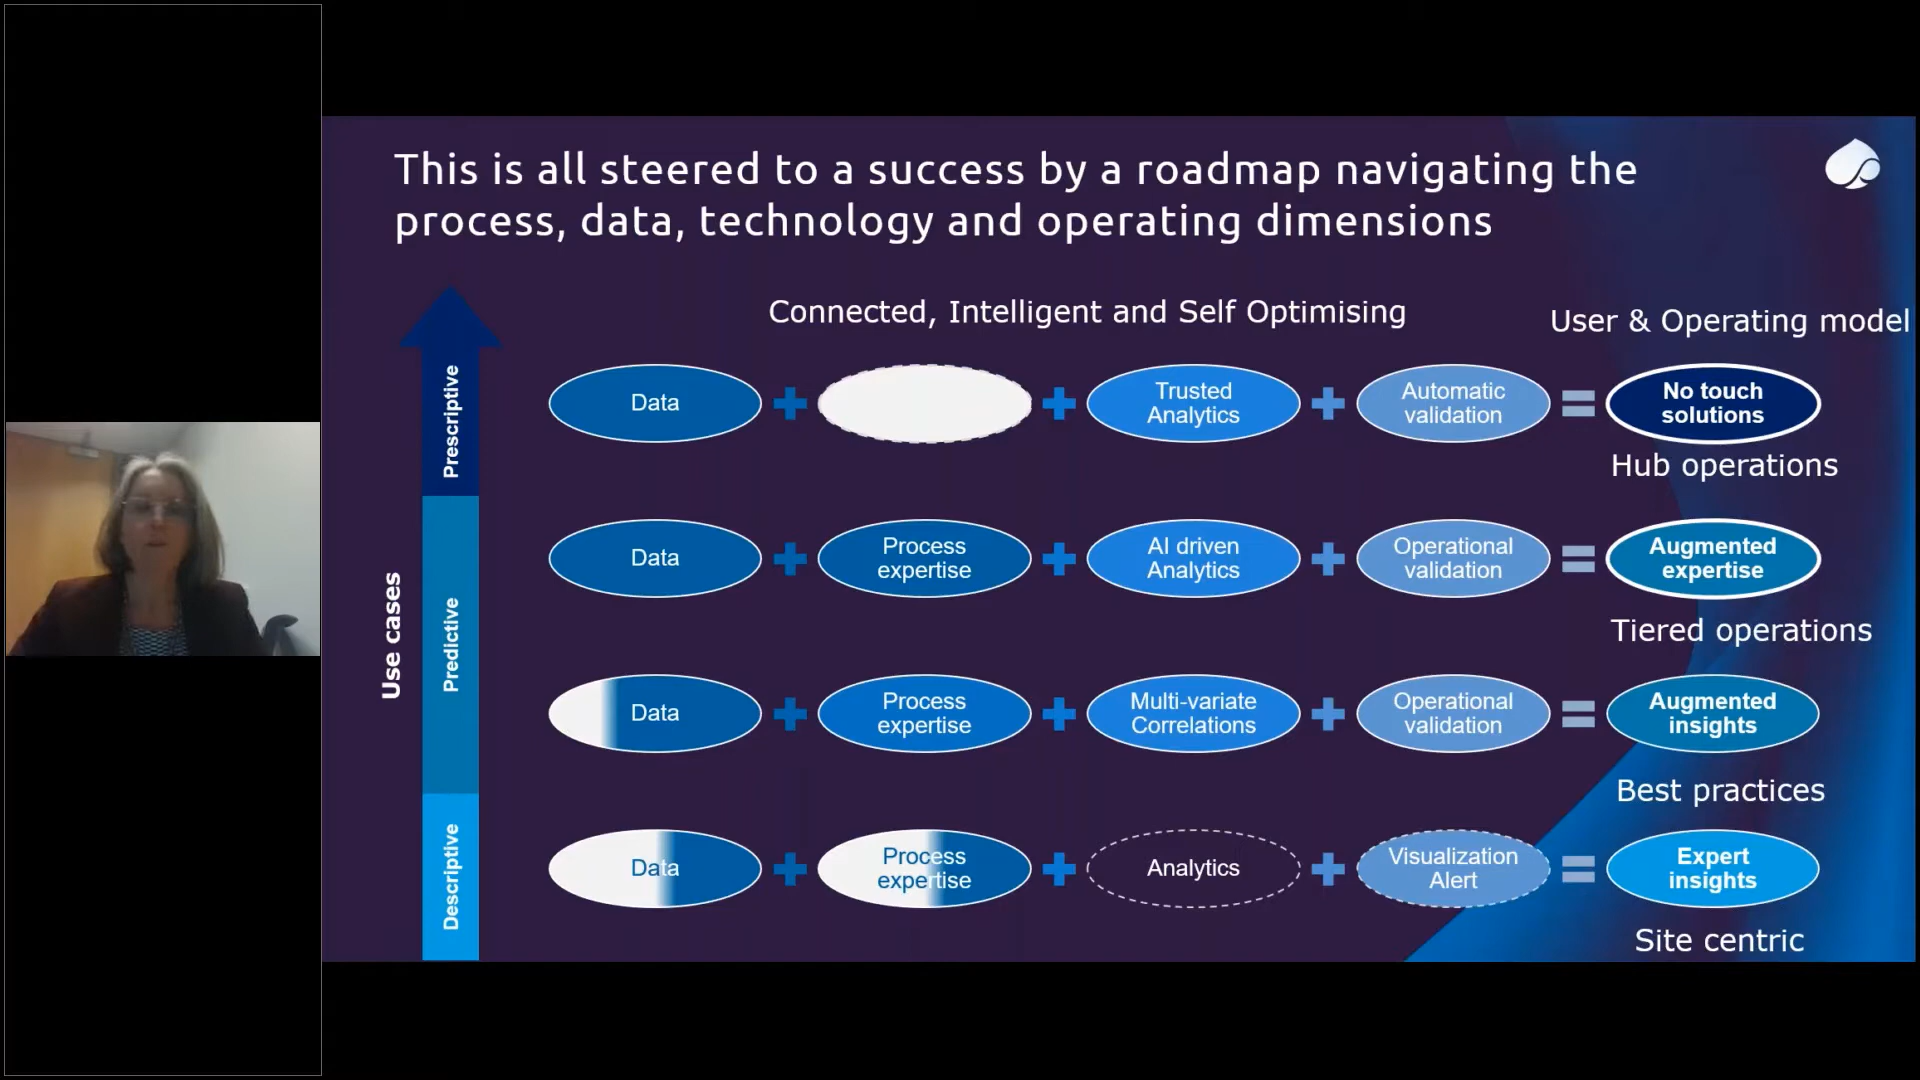 This is all steered to a success by a roadmap navigating the
process, data, technology and operating dimensions
Connected, Intelligent and Self Optimising
User & Operating model
Use cases
Prescriptive
Data
Trusted
Analytics
Automatic
validation
No touch
solutions
Hub operations
Predictive
Data
Process
expertise
AI driven
Analytics
Operational
validation
Augmented
expertise
Tiered operations
Data
Process
expertise
Multi-variate
Correlations
Operational
validation
Augmented
insights
Best practices
Descriptive
Data
Process
expertise
Analytics
Visualization
Alert
Expert
insights
Site centric